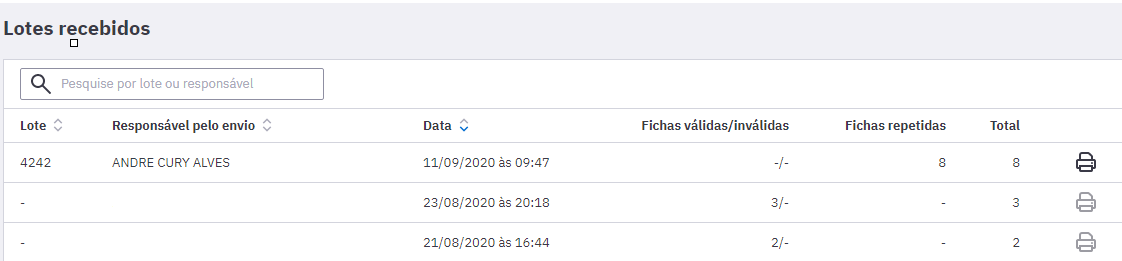 Lotes recebidos
Pesquise por lote ou responsável
Lote Responsável pelo envio Data Fichas válidas/inválidas Fichas repetidas Total
4242 ANDRE CURY ALVES 11/09/2020 às 09:47 -/- 8 8
- 23/08/2020 às 20:18 3/- - 3
- 21/08/2020 às 16:44 2/- - 2